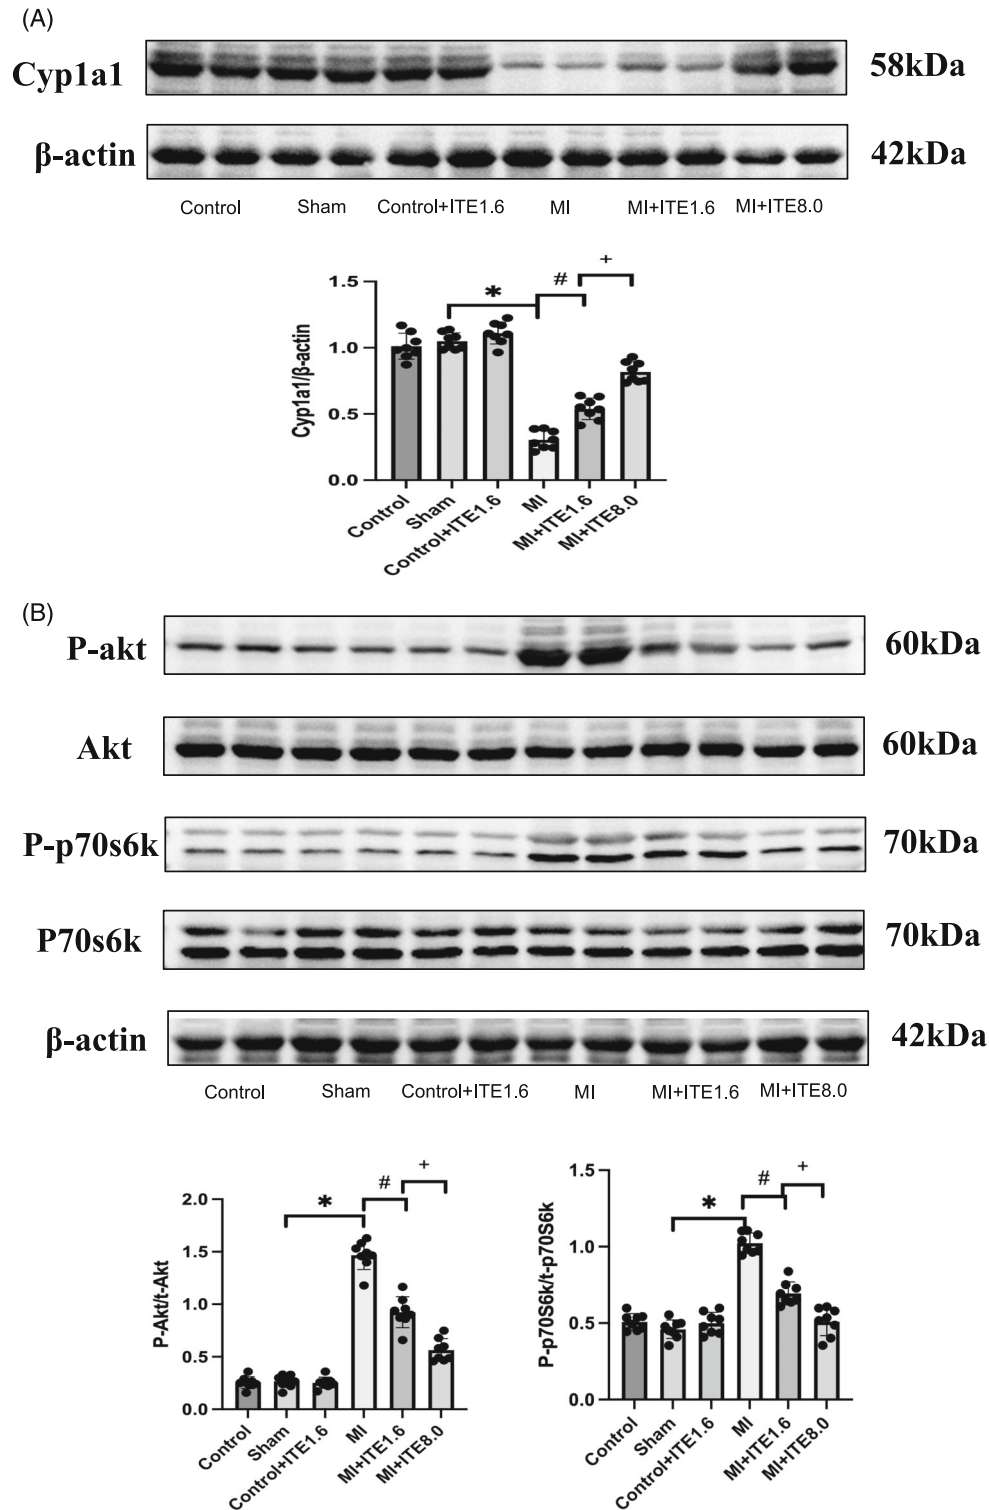 (A)
Cyp1a1 58kDa
β-actin 42kDa
Control Sham Control+ITE1.6 MI MI+ITE1.6 MI+ITE8.0
Cyp1a1/β-actin
1.5
1.0
0.5
0.0
* # +
Control Sham Control+ITE1.6 MI MI+ITE1.6 MI+ITE8.0
(B)
P-akt 60kDa
Akt 60kDa
P-p70s6k 70kDa
P70s6k 70kDa
β-actin 42kDa
Control Sham Control+ITE1.6 MI MI+ITE1.6 MI+ITE8.0
P-Akt/t-Akt
2.0
1.5
1.0
0.5
0.0
* # +
Control Sham Control+ITE1.6 MI MI+ITE1.6 MI+ITE8.0
P-p70S6k/t-p70S6k
1.5
1.0
0.5
0.0
* # +
Control Sham Control+ITE1.6 MI MI+ITE1.6 MI+ITE8.0